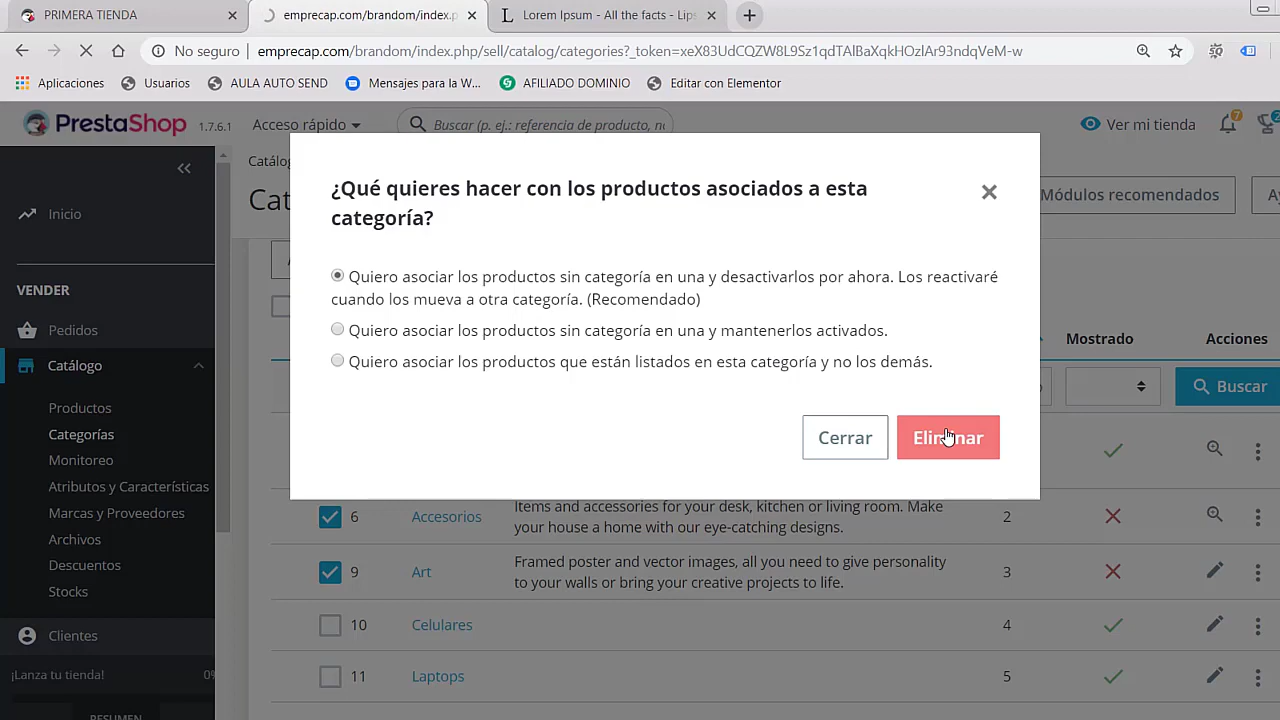 PRIMERA TIENDA
emprecap.com/brandom/index.p
Lorem Ipsum - All the facts - Lips
No seguro
emprecap.com/brandom/index.php/sell/catalog/categories?_token=xeX83UdCQZW8L9Sz1qdTAlBaXqkHOzlAr93ndqVeM-w
Aplicaciones
Usuarios
AULA AUTO SEND
Mensajes para la W...
AFILIADO DOMINIO
Editar con Elementor
PrestaShop
1.7.6.1
Acceso rápido
Buscar (p. ej.: referencia de producto, n
Ver mi tienda
7
2
Catálo
Cat
Módulos recomendados
Ay
Inicio
VENDER
Pedidos
Catálogo
Productos
Categorías
Monitoreo
Atributos y Características
Marcas y Proveedores
Archivos
Descuentos
Stocks
Clientes
¡Lanza tu tienda!
0%
RESUMEN
¿Qué quieres hacer con los productos asociados a esta
categoría?
Quiero asociar los productos sin categoría en una y desactivarlos por ahora. Los reactivaré
cuando los mueva a otra categoría. (Recomendado)
Quiero asociar los productos sin categoría en una y mantenerlos activados.
Quiero asociar los productos que están listados en esta categoría y no los demás.
Cerrar
Eliminar
Mostrado
Acciones
Buscar
6
Accesorios
Items and accessories for your desk, kitchen or living room. Make
your house a home with our eye-catching designs.
2
9
Art
Framed poster and vector images, all you need to give personality
to your walls or bring your creative projects to life.
3
10
Celulares
4
11
Laptops
5